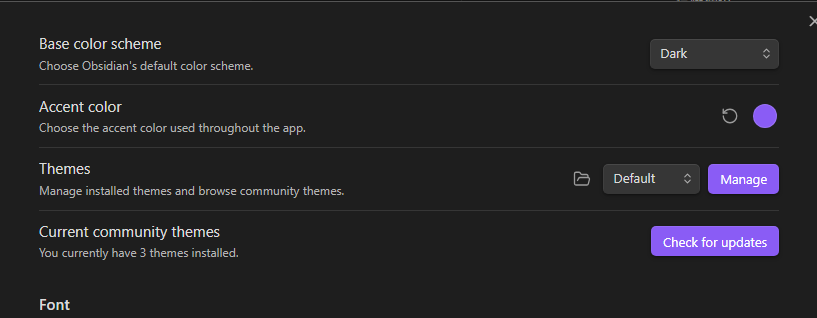 Base color scheme
Dark
Choose Obsidian's default color scheme.
Accent color
Choose the accent color used throughout the app.
Themes
Default
Manage
Manage installed themes and browse community themes.
Current community themes
Check for updates
You currently have 3 themes installed.
Font